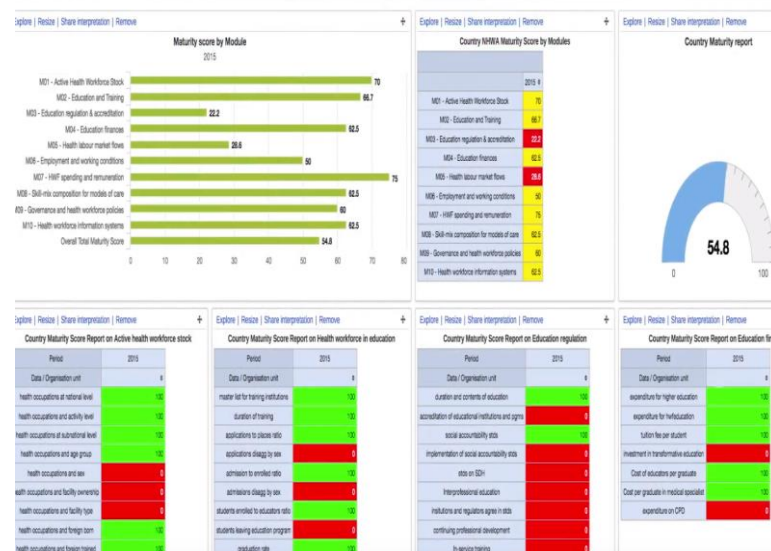 Explore | Resize | Share interpretation | Remove
Maturity score by Module
2015
M01 - Active Health Workforce Stock
70
M02 - Education and Training
66.7
M03 - Education regulation & accreditation
22.2
M04 - Education finances
62.5
M05 - Health labour market flows
28.6
M06 - Employment and working conditions
50
M07 - HWF spending and remuneration
75
M08 - Skill-mix composition for models of care
62.5
M09 - Governance and health workforce policies
60
M10 - Health workforce information systems
62.5
Overall Total Maturity Score
54.8
0 10 20 30 40 50 60 70 80
Explore | Resize | Share interpretation | Remove
Country NHWA Maturity Score by Modules
2015
M01 - Active Health Workforce Stock 70
M02 - Education and Training 66.7
M03 - Education regulation & accreditation 22.2
M04 - Education finances 62.5
M05 - Health labour market flows 28.6
M06 - Employment and working conditions 50
M07 - HWF spending and remuneration 75
M08 - Skill-mix composition for models of care 62.5
M09 - Governance and health workforce policies 60
M10 - Health workforce information systems 62.5
Explore | Resize | Share interpretation | Remove
Country Maturity report
54.8
0 100
Explore | Resize | Share interpretation | Remove
Country Maturity Score Report on Active health workforce stock
Period 2015
Data / Organisation unit
health occupations at national level 100
health occupations and activity level 100
health occupations at subnational level 100
health occupations and age group 100
health occupations and sex 0
health occupations and facility ownership 0
health occupations and facility type 0
health occupations and foreign born 100
health occupations and foreign trained 100
Explore | Resize | Share interpretation | Remove
Country Maturity Score Report on Health workforce in education
Period 2015
Data / Organisation unit
master list for training institutions 100
duration of training 100
applications to places ratio 100
applications disagg by sex 0
admission to enrolled ratio 100
admissions disagg by sex 0
students enrolled to educators ratio 100
students leaving education program 0
graduation rate 100
Explore | Resize | Share interpretation | Remove
Country Maturity Score Report on Education regulation
Period 2015
Data / Organisation unit
duration and contents of education 100
accreditation of educational institutions and pgms 0
social accountability stds 100
implementation of social accountability stds 0
stds on SDH 0
Interprofessional education 0
insitutions and regulators agree in stds 0
continuing professional development 0
In-service training 0
Explore | Resize | Share interpretation | Remove
Country Maturity Score Report on Education fin
Period 2015
Data / Organisation unit
expenditure for higher education 100
expenditure for hwfeducation 100
tuition fee per student 100
investment in transformative education 0
Cost of educators per graduate 100
Cost per graduate in medical specialist 100
expenditure on CPD 0